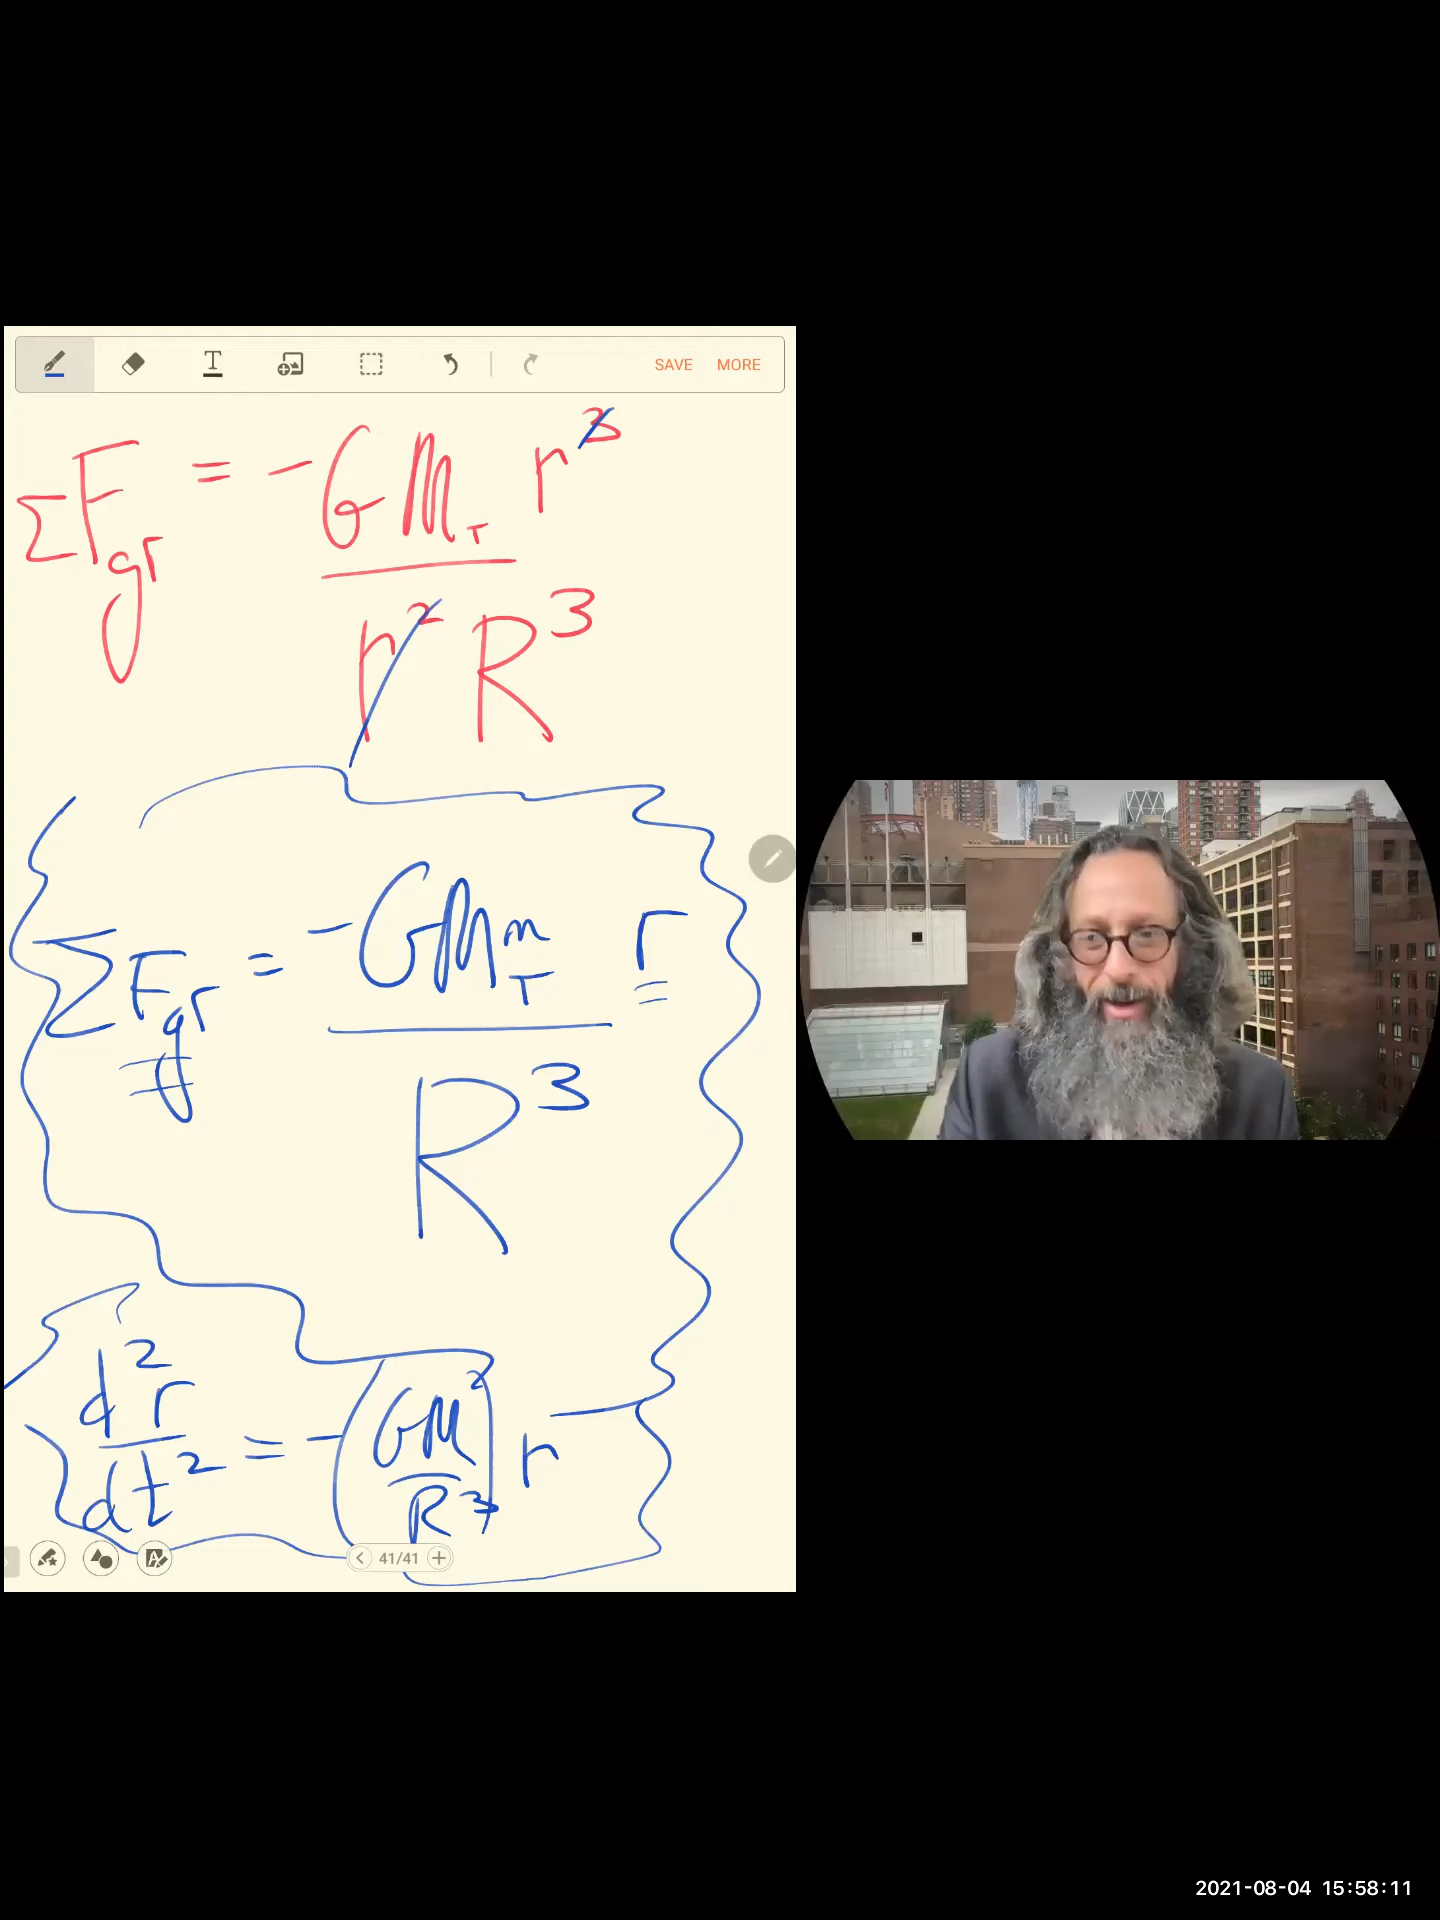 SAVE MORE
ΣF_gr = -GM_T r^3
r^2 R^3
ΣF_gr = -GM_T m r
R^3
d^2r/dt^2 = -(GM^2/R^3) r
41/41
2021-08-04 15:58:11